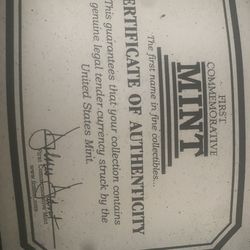 FIRST
COMMEMORATIVE
MINT
The first name in fine collectibles.
CERTIFICATE OF AUTHENTICITY
This guarantees that your collection contains
genuine legal tender currency struck by the
United States Mint.